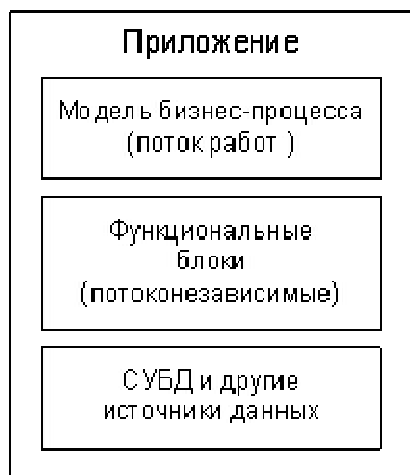 Приложение
Модель бизнес-процесса
(поток работ )
Функциональные
блоки
(потоконезависимые)
СУБД и другие
источники данных